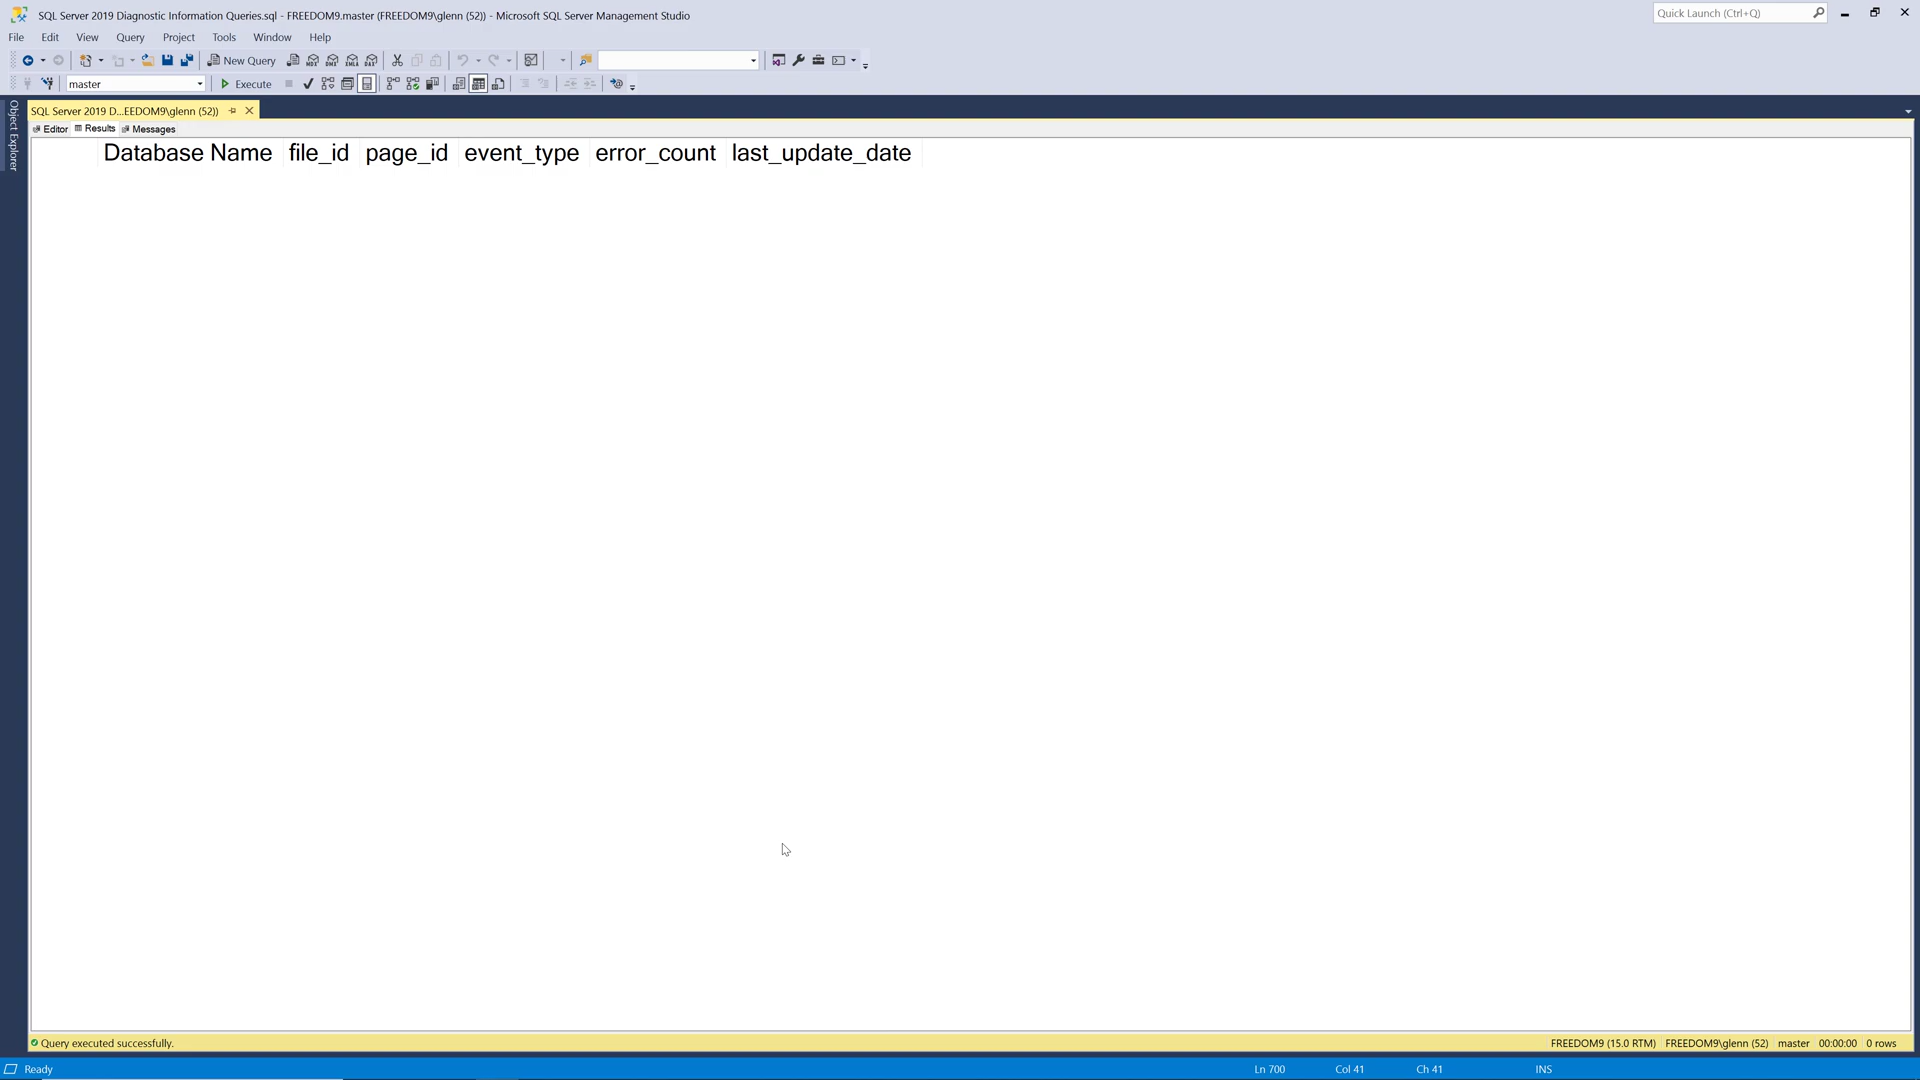 SQL Server 2019 Diagnostic Information Queries.sql - FREEDOM9.master (FREEDOM9\glenn (52)) - Microsoft SQL Server Management Studio
Quick Launch (Ctrl+Q)
File Edit View Query Project Tools Window Help
New Query
master Execute
Object Explorer
SQL Server 2019 D...EEDOM9\glenn (52))
Editor Results Messages
Database Name file_id page_id event_type error_count last_update_date
Query executed successfully. FREEDOM9 (15.0 RTM) FREEDOM9\glenn (52) master 00:00:00 0 rows
Ready Ln 700 Col 41 Ch 41 INS